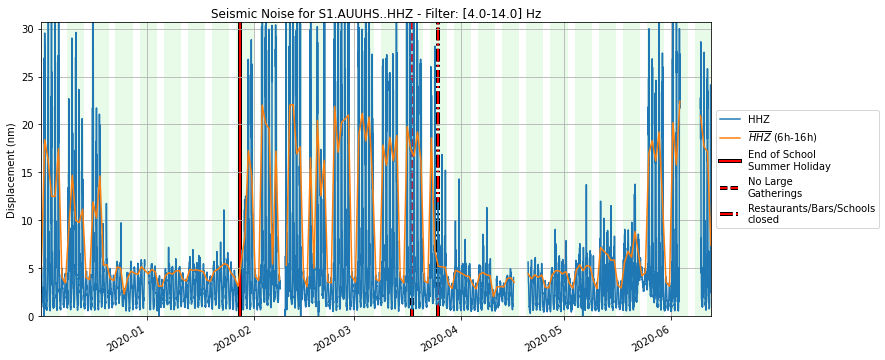 Seismic Noise for S1.AUUHS..HHZ - Filter: [4.0-14.0] Hz
Displacement (nm)
30
25
20
15
10
5
0
2020-01
2020-02
2020-03
2020-04
2020-05
2020-06
HHZ
HHZ (6h-16h)
End of School
Summer Holiday
No Large
Gatherings
Restaurants/Bars/Schools
closed